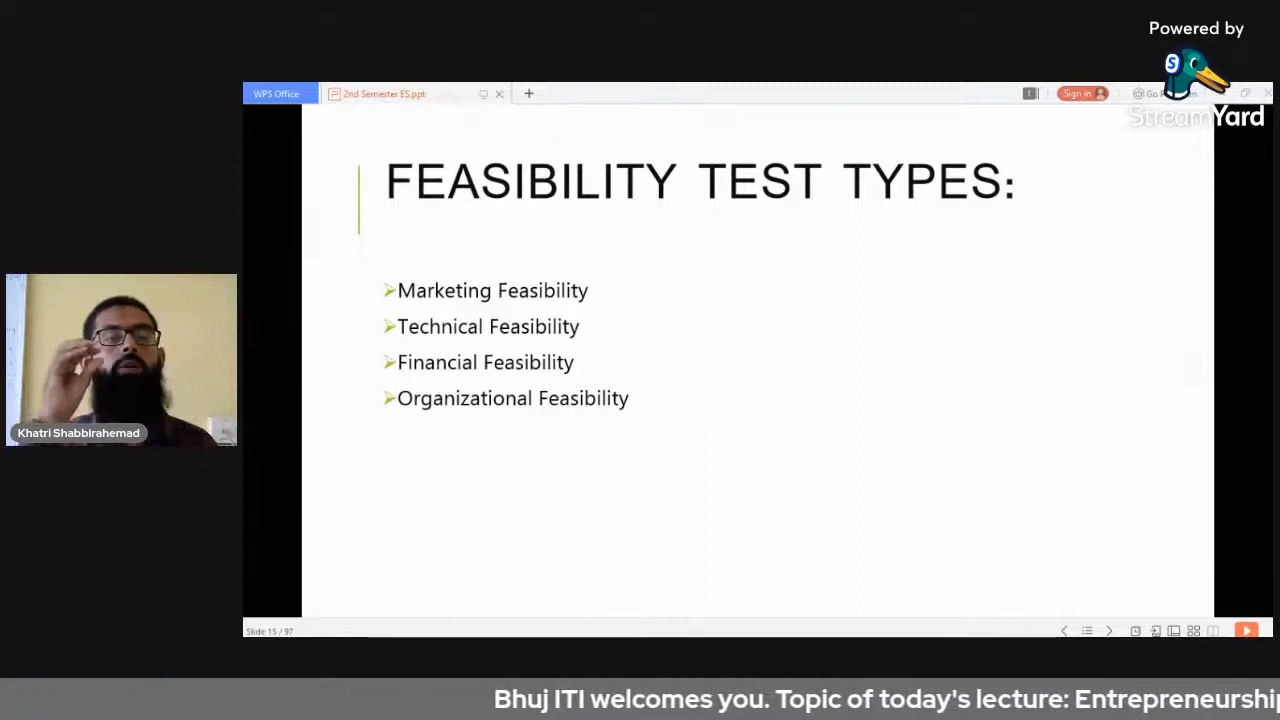 Powered by
StreamYard
WPS Office
2nd Semester ES.ppt
Sign in
FEASIBILITY TEST TYPES:
Marketing Feasibility
Technical Feasibility
Financial Feasibility
Organizational Feasibility
Khatri Shabbirahemad
Slide 15 / 97
Bhuj ITI welcomes you. Topic of today's lecture: Entrepreneurship